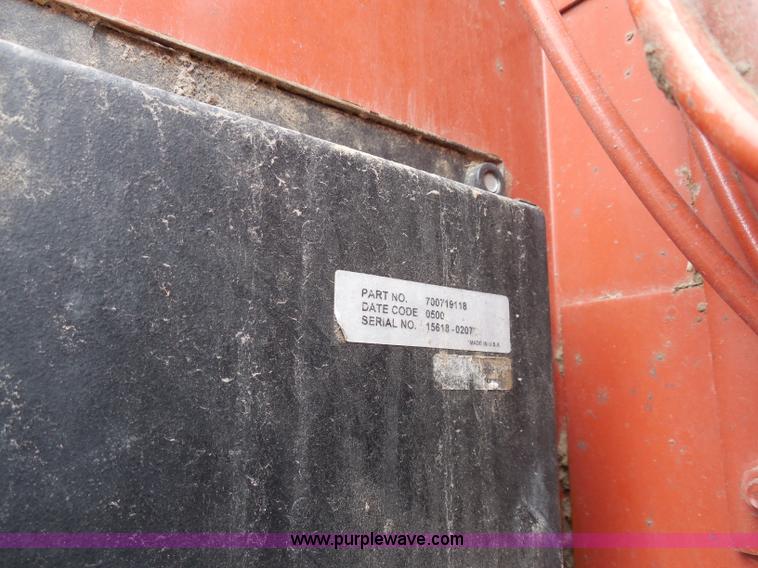 PART NO. 700719118
DATE CODE 0500
SERIAL NO. 15618-0207
MADE IN U.S.A.
www.purplewave.com